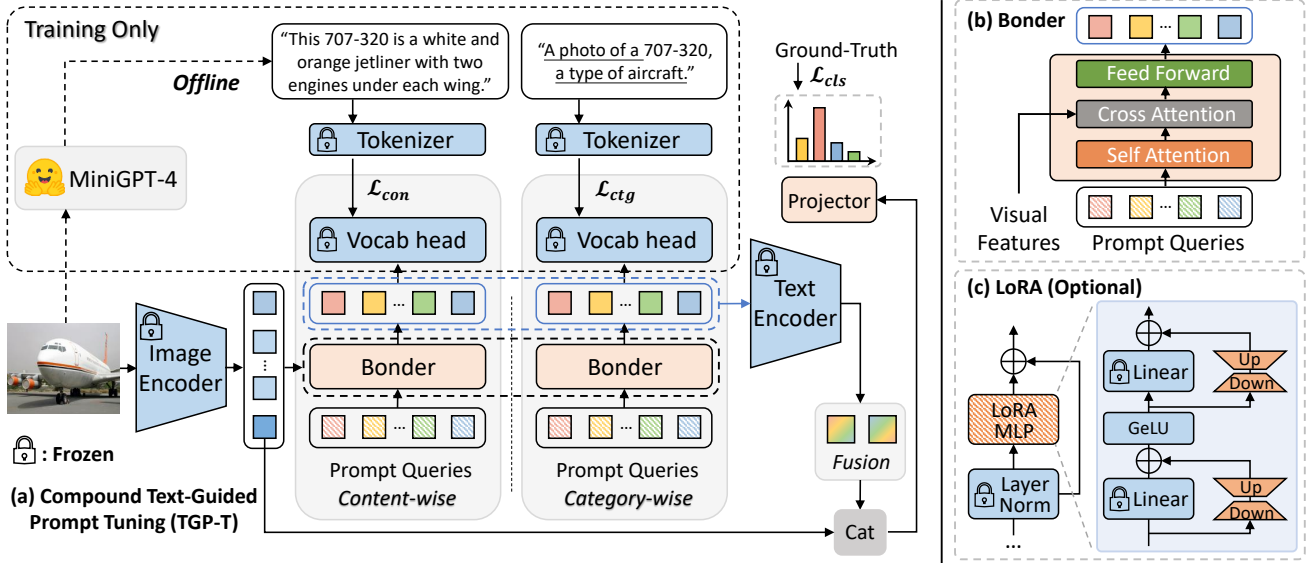 Training Only
Offline
"This 707-320 is a white and
orange jetliner with two
engines under each wing."
"A photo of a 707-320,
a type of aircraft."
Ground-Truth
ℒcls
Tokenizer
Tokenizer
MiniGPT-4
ℒcon
ℒctg
Projector
Vocab head
Vocab head
Image
Encoder
...
...
...
Text
Encoder
Bonder
Bonder
...
...
: Frozen
Prompt Queries
Content-wise
Prompt Queries
Category-wise
Fusion
(a) Compound Text-Guided
Prompt Tuning (TGP-T)
Cat
(b) Bonder
...
Feed Forward
Cross Attention
Self Attention
...
Visual
Features
Prompt Queries
(c) LoRA (Optional)
Linear
Up
Down
LoRA
MLP
GeLU
Layer
Norm
Linear
Up
Down
...